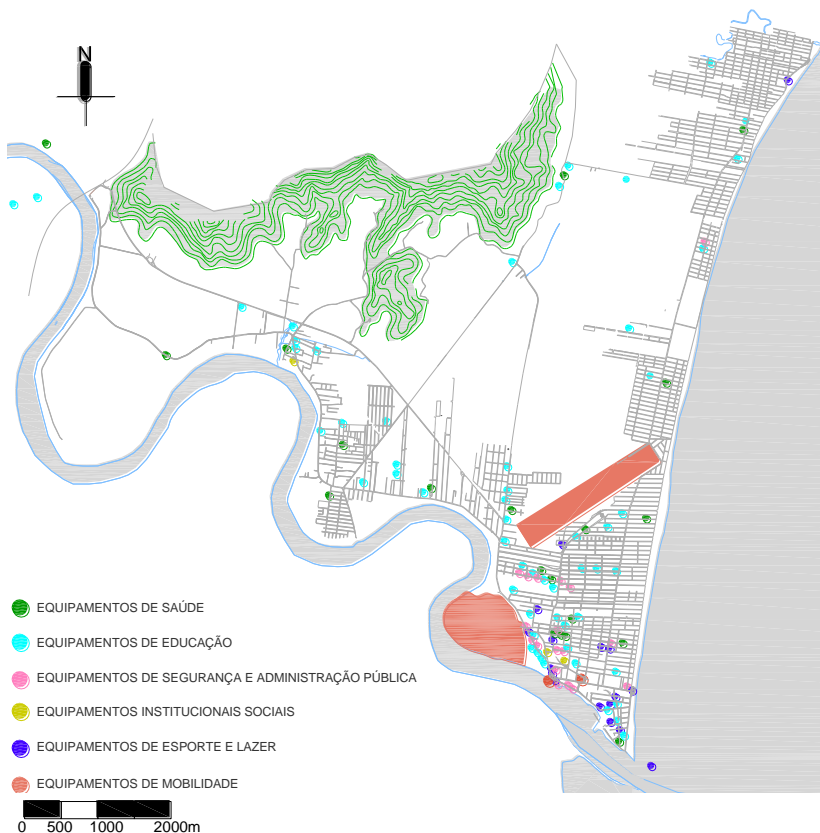 N
EQUIPAMENTOS DE SAÚDE
EQUIPAMENTOS DE EDUCAÇÃO
EQUIPAMENTOS DE SEGURANÇA E ADMINISTRAÇÃO PÚBLICA
EQUIPAMENTOS INSTITUCIONAIS SOCIAIS
EQUIPAMENTOS DE ESPORTE E LAZER
EQUIPAMENTOS DE MOBILIDADE
0 500 1000 2000m